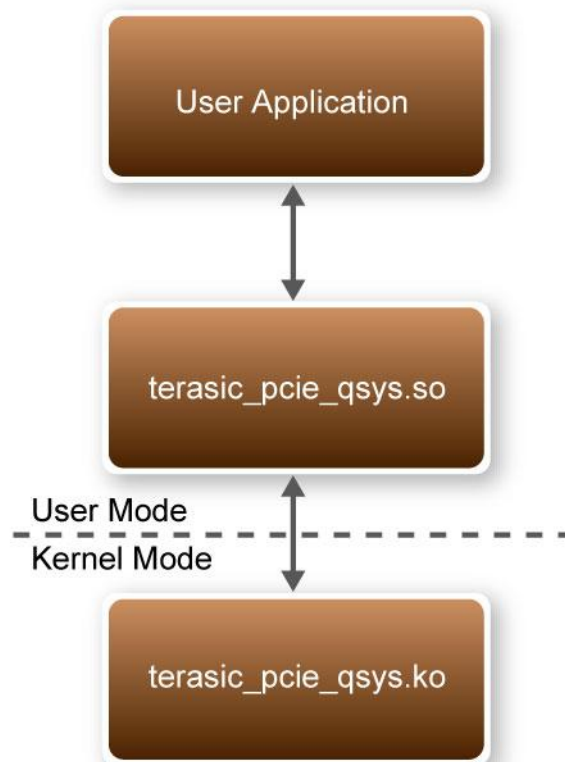 User Application
terasic_pcie_qsys.so
User Mode
Kernel Mode
terasic_pcie_qsys.ko